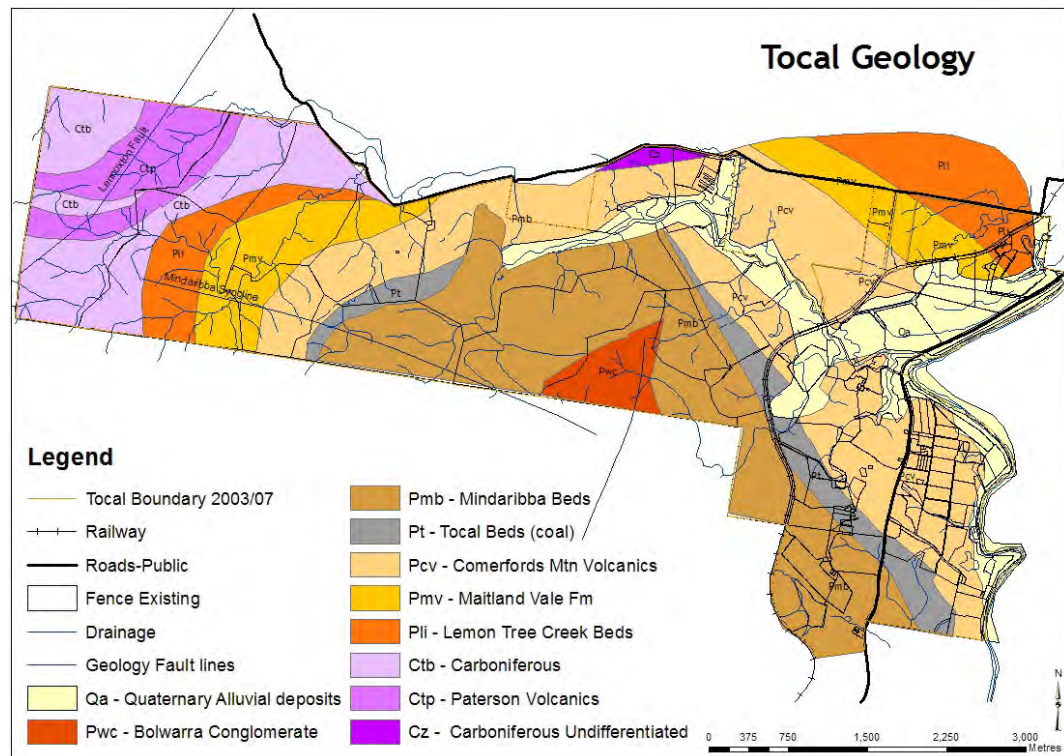 Tocal Geology
Ctb
Lennoxton Fault
Ctp
Cz
Pli
Ctb
Ctb
Pmv
Pcv
Pmb
Pmv
Pli
Pmv
Pli
Pmv
Mindaribba Syncline
Pt
Pcv
Pcv
Pmb
Qa
Pwc
Pt
Pcv
Pmb
Legend
Tocal Boundary 2003/07
Railway
Roads-Public
Fence Existing
Drainage
Geology Fault lines
Qa - Quaternary Alluvial deposits
Pwc - Bolwarra Conglomerate
Pmb - Mindaribba Beds
Pt - Tocal Beds (coal)
Pcv - Comerfords Mtn Volcanics
Pmv - Maitland Vale Fm
Pli - Lemon Tree Creek Beds
Ctb - Carboniferous
Ctp - Paterson Volcanics
Cz - Carboniferous Undifferentiated
N
0 375 750 1,500 2,250 3,000
Metres